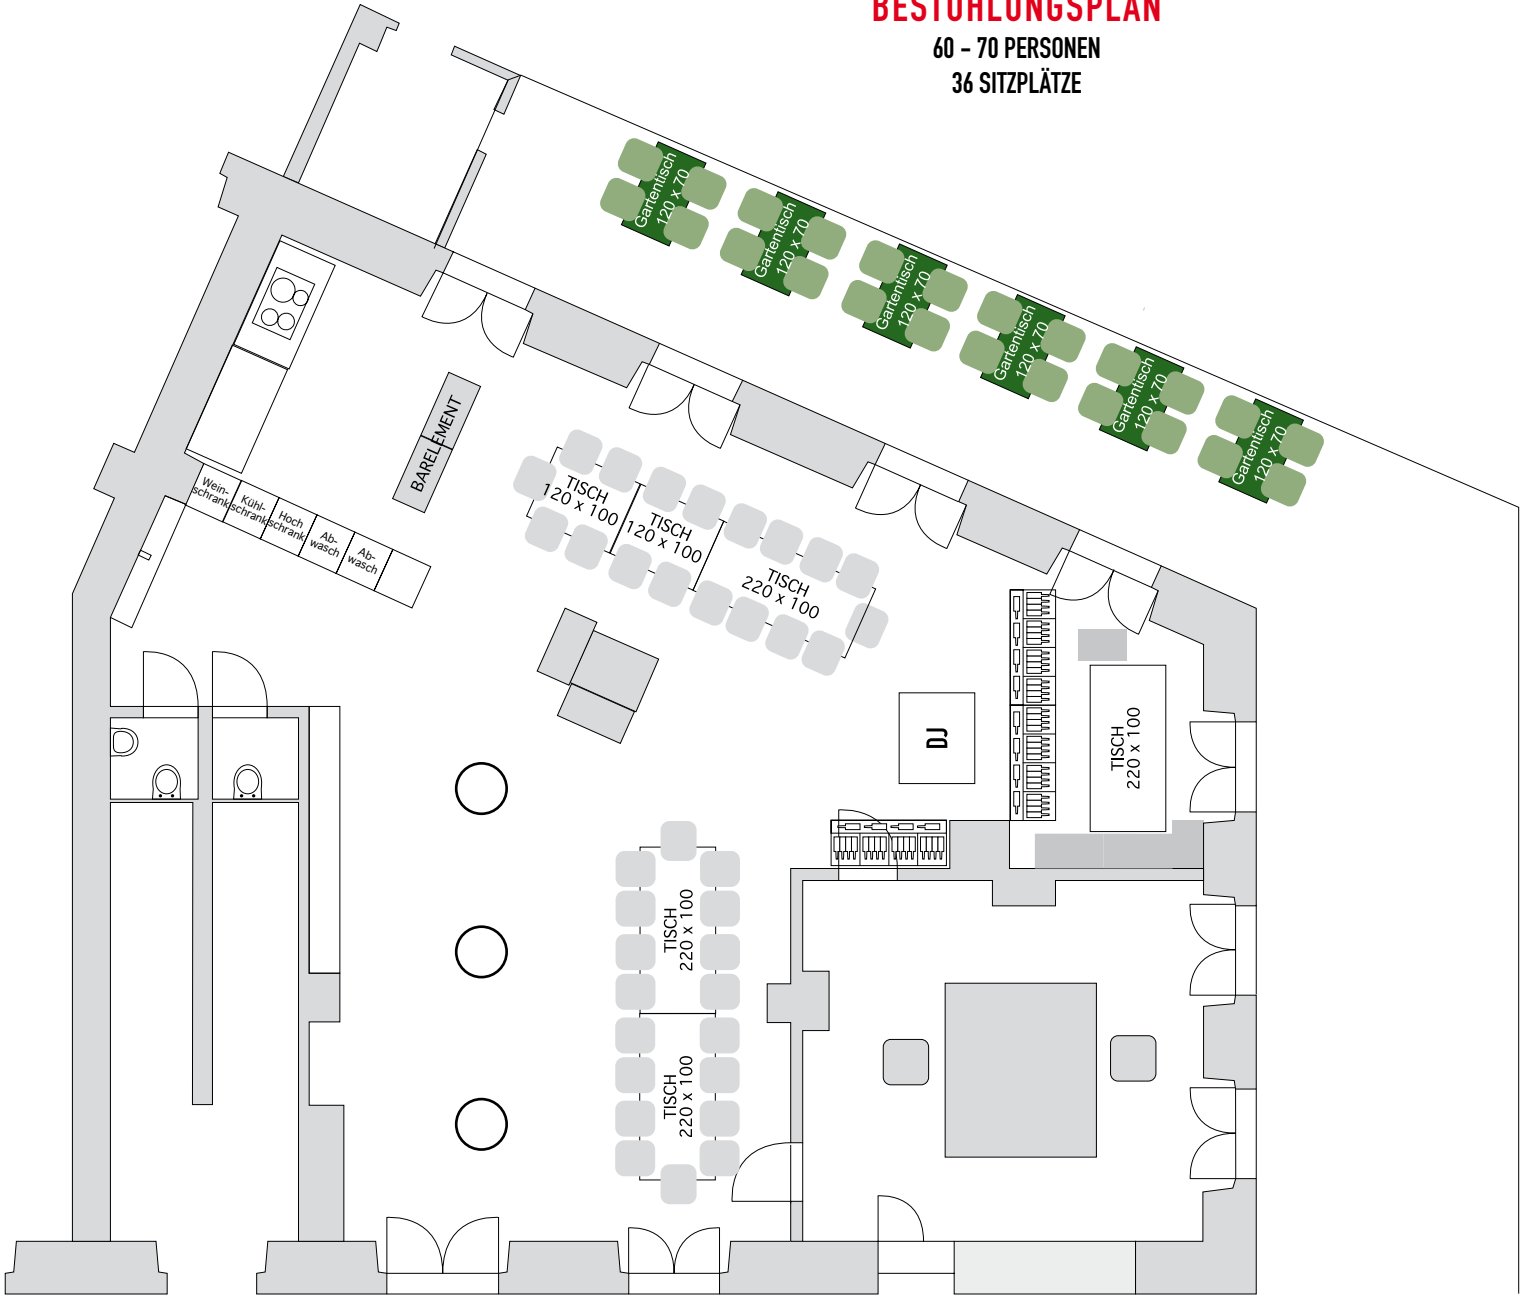 BESTUHLUNGSPLAN
60 – 70 PERSONEN
36 SITZPLÄTZE
Gartentisch
120 x 70
Gartentisch
120 x 70
Gartentisch
120 x 70
Gartentisch
120 x 70
Gartentisch
120 x 70
Gartentisch
120 x 70
BARELEMENT
Wein-
schrank
Kühl-
schrank
Hoch
schrank
Ab-
wasch
Ab-
wasch
TISCH
120 x 100
TISCH
120 x 100
TISCH
220 x 100
DJ
TISCH
220 x 100
TISCH
220 x 100
TISCH
220 x 100